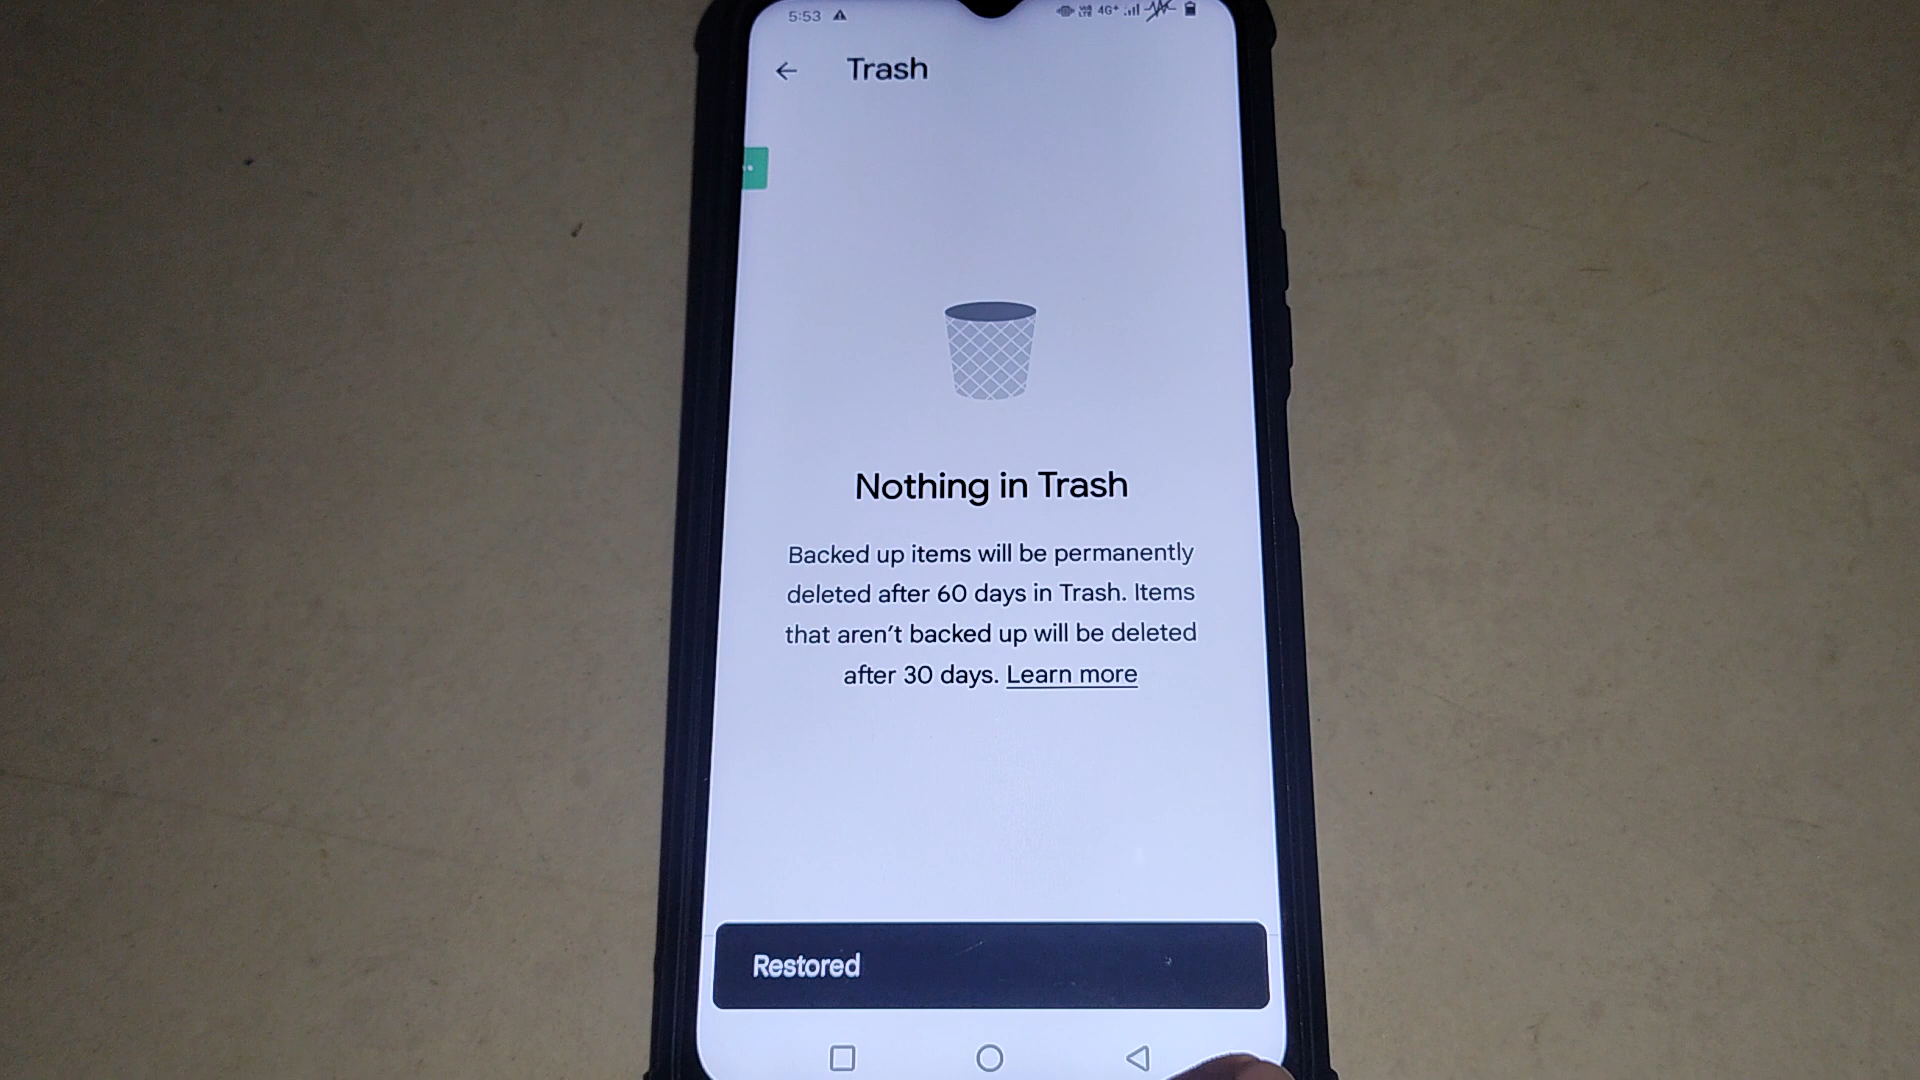 5:53 4G+
Trash
Nothing in Trash
Backed up items will be permanently
deleted after 60 days in Trash. Items
that aren't backed up will be deleted
after 30 days. Learn more
Restored